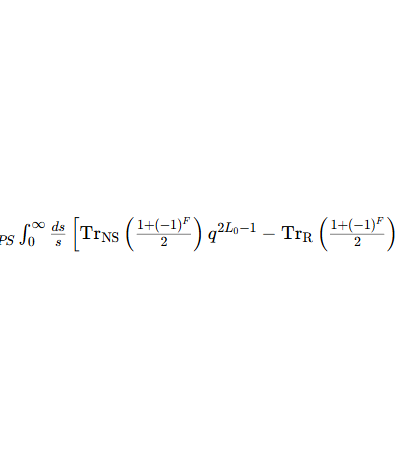 PS ∫₀^∞ ds/s [Tr_NS ((1+(−1)^F)/2) q^{2L₀−1} − Tr_R ((1+(−1)^F)/2)